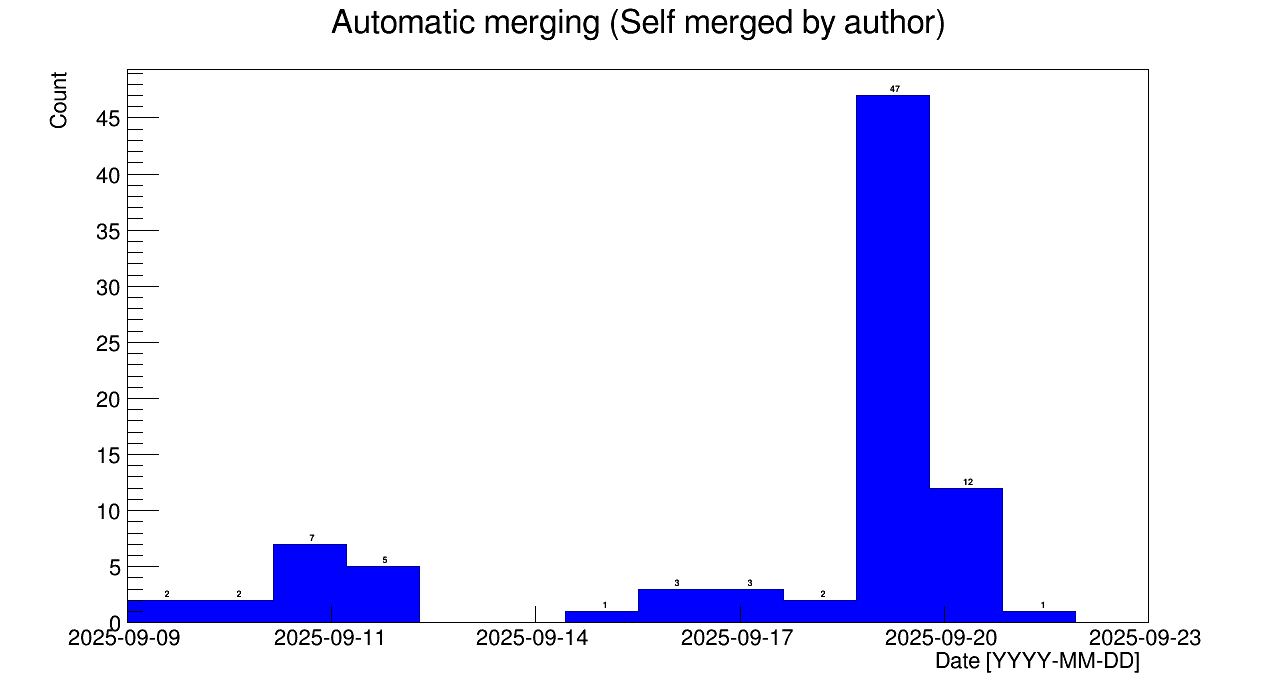 Automatic merging (Self merged by author)
Count
45
40
35
30
25
20
15
10
5
0
2 2 7 5 1 3 3 2 47 12 1
2025-09-09 2025-09-11 2025-09-14 2025-09-17 2025-09-20 2025-09-23
Date [YYYY-MM-DD]